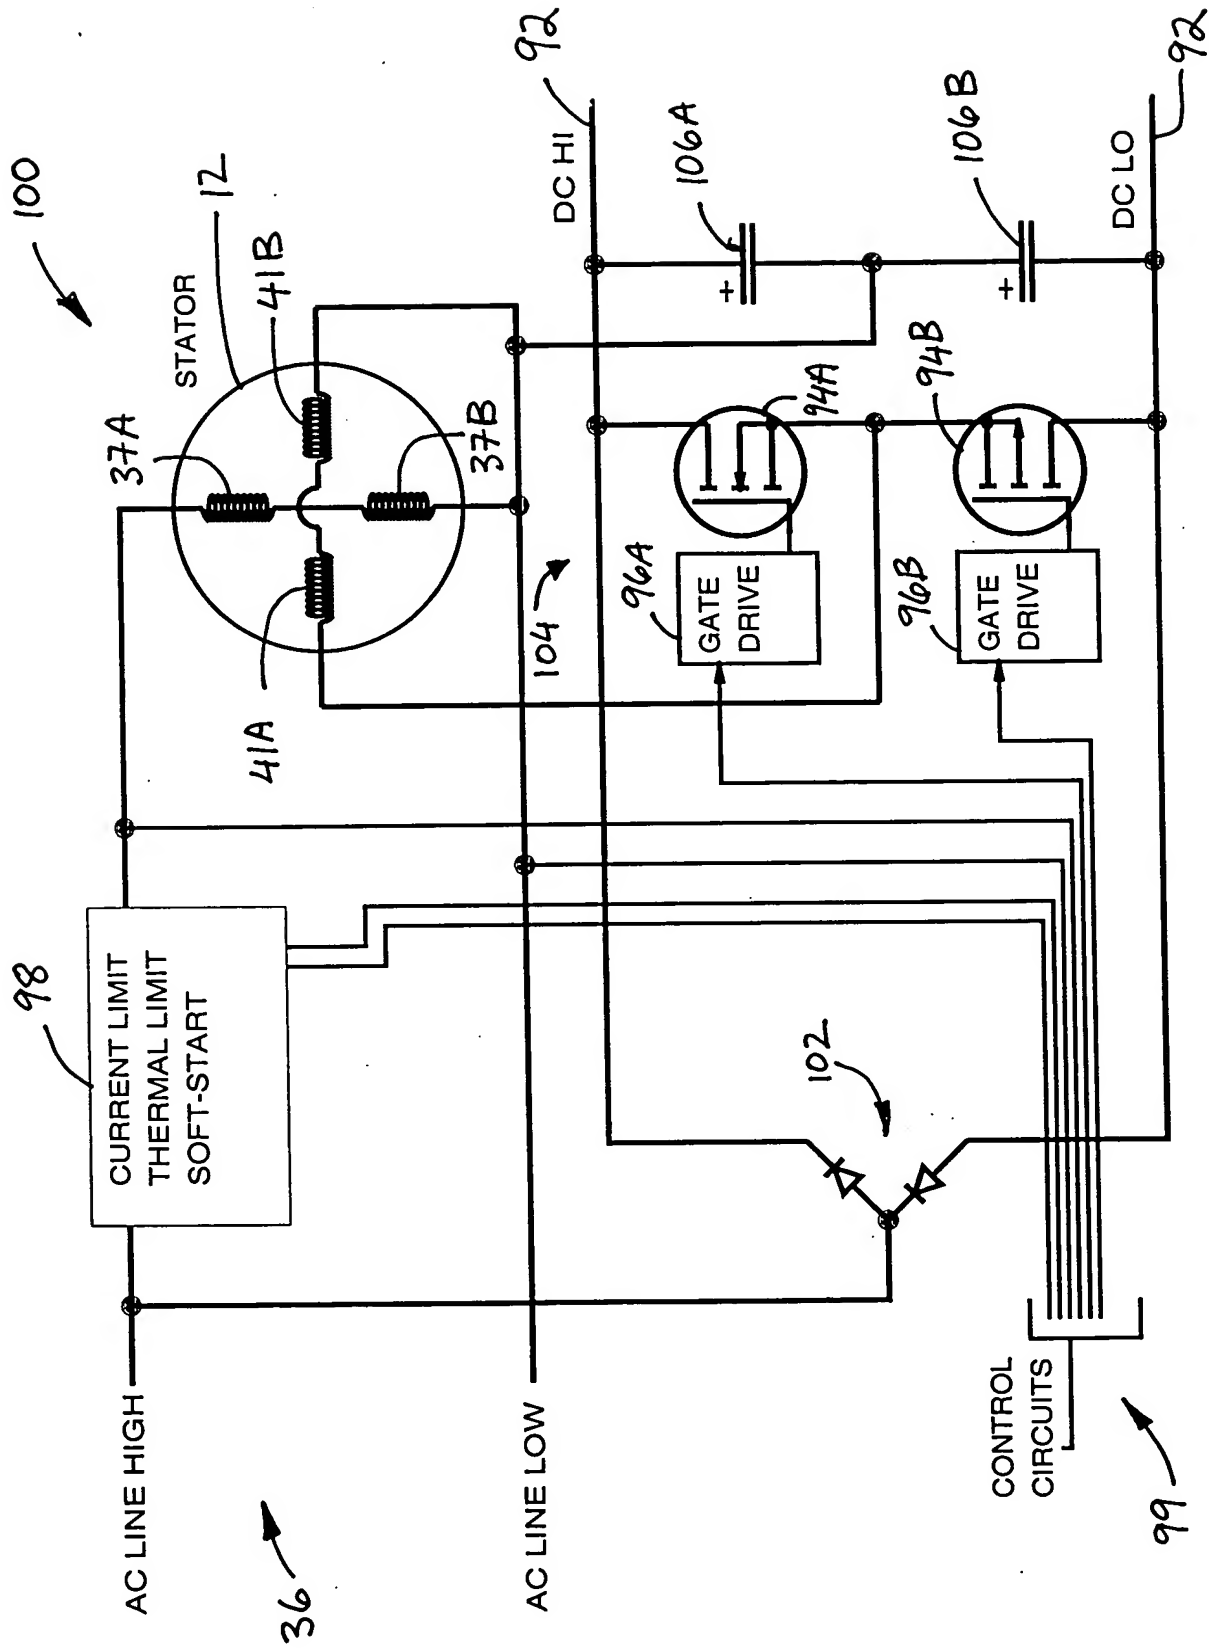 100
98
CURRENT LIMIT
THERMAL LIMIT
SOFT-START
37A
STATOR
12
41B
41A
37B
AC LINE HIGH
36
AC LINE LOW
104
DC HI
92
102
96A
GATE
DRIVE
94A
+
106A
96B
GATE
DRIVE
94B
+
106B
DC LO
92
CONTROL
CIRCUITS
99